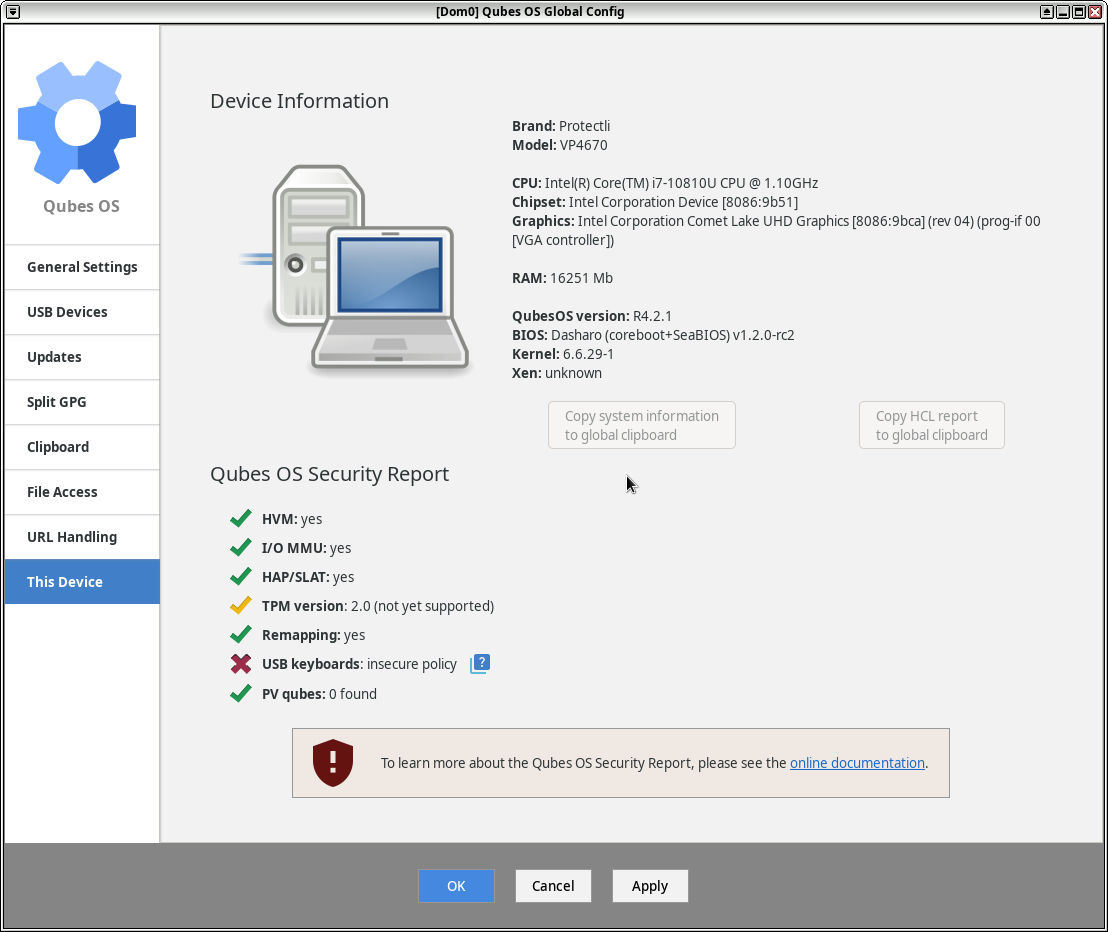 [Dom0] Qubes OS Global Config
Qubes OS
General Settings
USB Devices
Updates
Split GPG
Clipboard
File Access
URL Handling
This Device
Device Information
Brand: Protectli
Model: VP4670
CPU: Intel(R) Core(TM) i7-10810U CPU @ 1.10GHz
Chipset: Intel Corporation Device [8086:9b51]
Graphics: Intel Corporation Comet Lake UHD Graphics [8086:9bca] (rev 04) (prog-if 00
[VGA controller])
RAM: 16251 Mb
QubesOS version: R4.2.1
BIOS: Dasharo (coreboot+SeaBIOS) v1.2.0-rc2
Kernel: 6.6.29-1
Xen: unknown
Copy system information
to global clipboard
Copy HCL report
to global clipboard
Qubes OS Security Report
HVM: yes
I/O MMU: yes
HAP/SLAT: yes
TPM version: 2.0 (not yet supported)
Remapping: yes
USB keyboards: insecure policy ?
PV qubes: 0 found
To learn more about the Qubes OS Security Report, please see the online documentation.
OK
Cancel
Apply